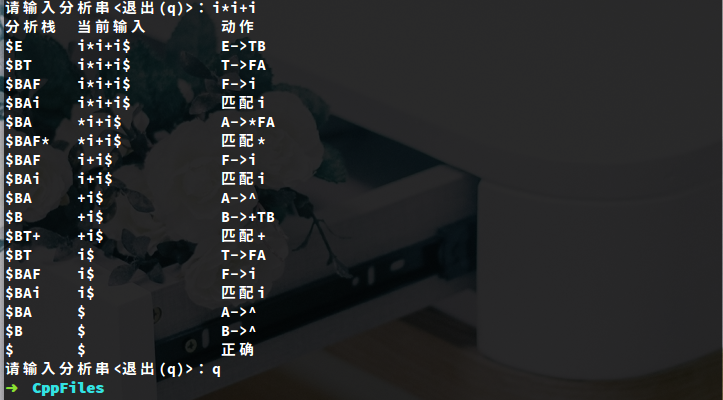 请输入分析串<退出(q)>：i*i+i
分析栈 当前输入 动作
$E i*i+i$ E->TB
$BT i*i+i$ T->FA
$BAF i*i+i$ F->i
$BAi i*i+i$ 匹配i
$BA *i+i$ A->*FA
$BAF* *i+i$ 匹配*
$BAF i+i$ F->i
$BAi i+i$ 匹配i
$BA +i$ A->^
$B +i$ B->+TB
$BT+ +i$ 匹配+
$BT i$ T->FA
$BAF i$ F->i
$BAi i$ 匹配i
$BA $ A->^
$B $ B->^
$ $ 正确
请输入分析串<退出(q)>：q
➜ CppFiles